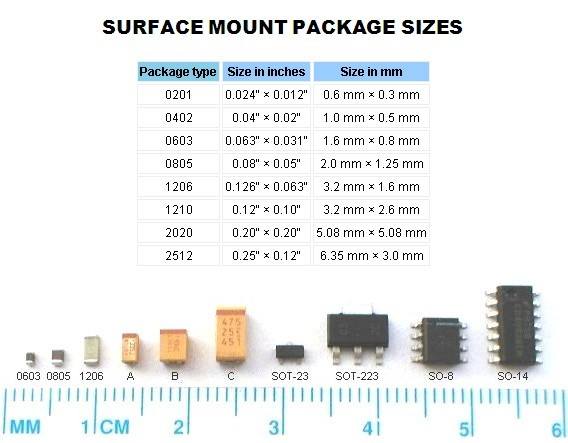 SURFACE MOUNT PACKAGE SIZES
Package type Size in inches Size in mm
0201 0.024" × 0.012" 0.6 mm × 0.3 mm
0402 0.04" × 0.02" 1.0 mm × 0.5 mm
0603 0.063" × 0.031" 1.6 mm × 0.8 mm
0805 0.08" × 0.05" 2.0 mm × 1.25 mm
1206 0.126" × 0.063" 3.2 mm × 1.6 mm
1210 0.12" × 0.10" 3.2 mm × 2.6 mm
2020 0.20" × 0.20" 5.08 mm × 5.08 mm
2512 0.25" × 0.12" 6.35 mm × 3.0 mm
475
25E
451
0603 0805 1206 A B C SOT-23 SOT-223 SO-8 SO-14
MM 1 CM 2 3 4 5 6